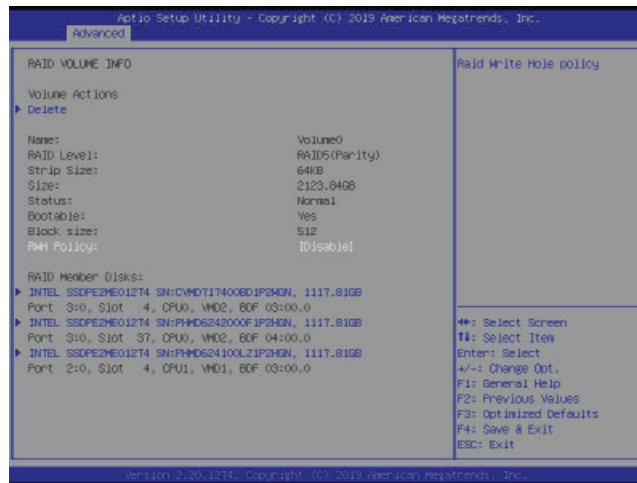 Aptio Setup Utility - Copyright (C) 2019 American Megatrends, Inc.
Advanced
RAID VOLUME INFO
Volume Actions
Delete
Name: Volume0
RAID Level: RAID5(Parity)
Strip Size: 64KB
Size: 2123.84GB
Status: Normal
Bootable: Yes
Block size: 512
RWH Policy: [Disable]
RAID Member Disks:
INTEL SSDPE2ME012T4 SN:CVMD7174008D1P2MGN, 1117.81GB
Port 3:0, Slot 4, CPU0, VMD2, BDF 03:00.0
INTEL SSDPE2ME012T4 SN:PHMD6242000F1P2HGN, 1117.81GB
Port 3:0, Slot 37, CPU0, VMD2, BDF 04:00.0
INTEL SSDPE2ME012T4 SN:PHMD624100LZ1P2HGN, 1117.81GB
Port 2:0, Slot 4, CPU1, VMD1, BDF 03:00.0
Raid Write Hole policy
: Select Screen
: Select Item
Enter: Select
+/-: Change Opt.
F1: General Help
F2: Previous Values
F3: Optimized Defaults
F4: Save & Exit
ESC: Exit
Version 2.20.1274. Copyright (C) 2019 American Megatrends, Inc.